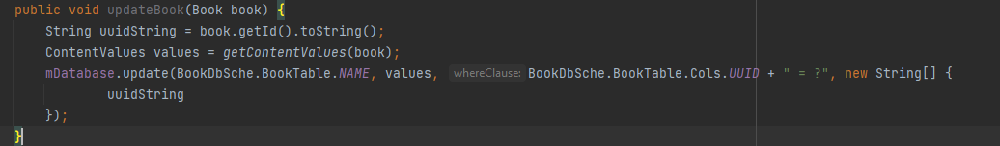 public void updateBook(Book book) {
String uuidString = book.getId().toString();
ContentValues values = getContentValues(book);
mDatabase.update(BookDbSche.BookTable.NAME, values, whereClause: BookDbSche.BookTable.Cols.UUID + " = ?", new String[] {
uuidString
});
}